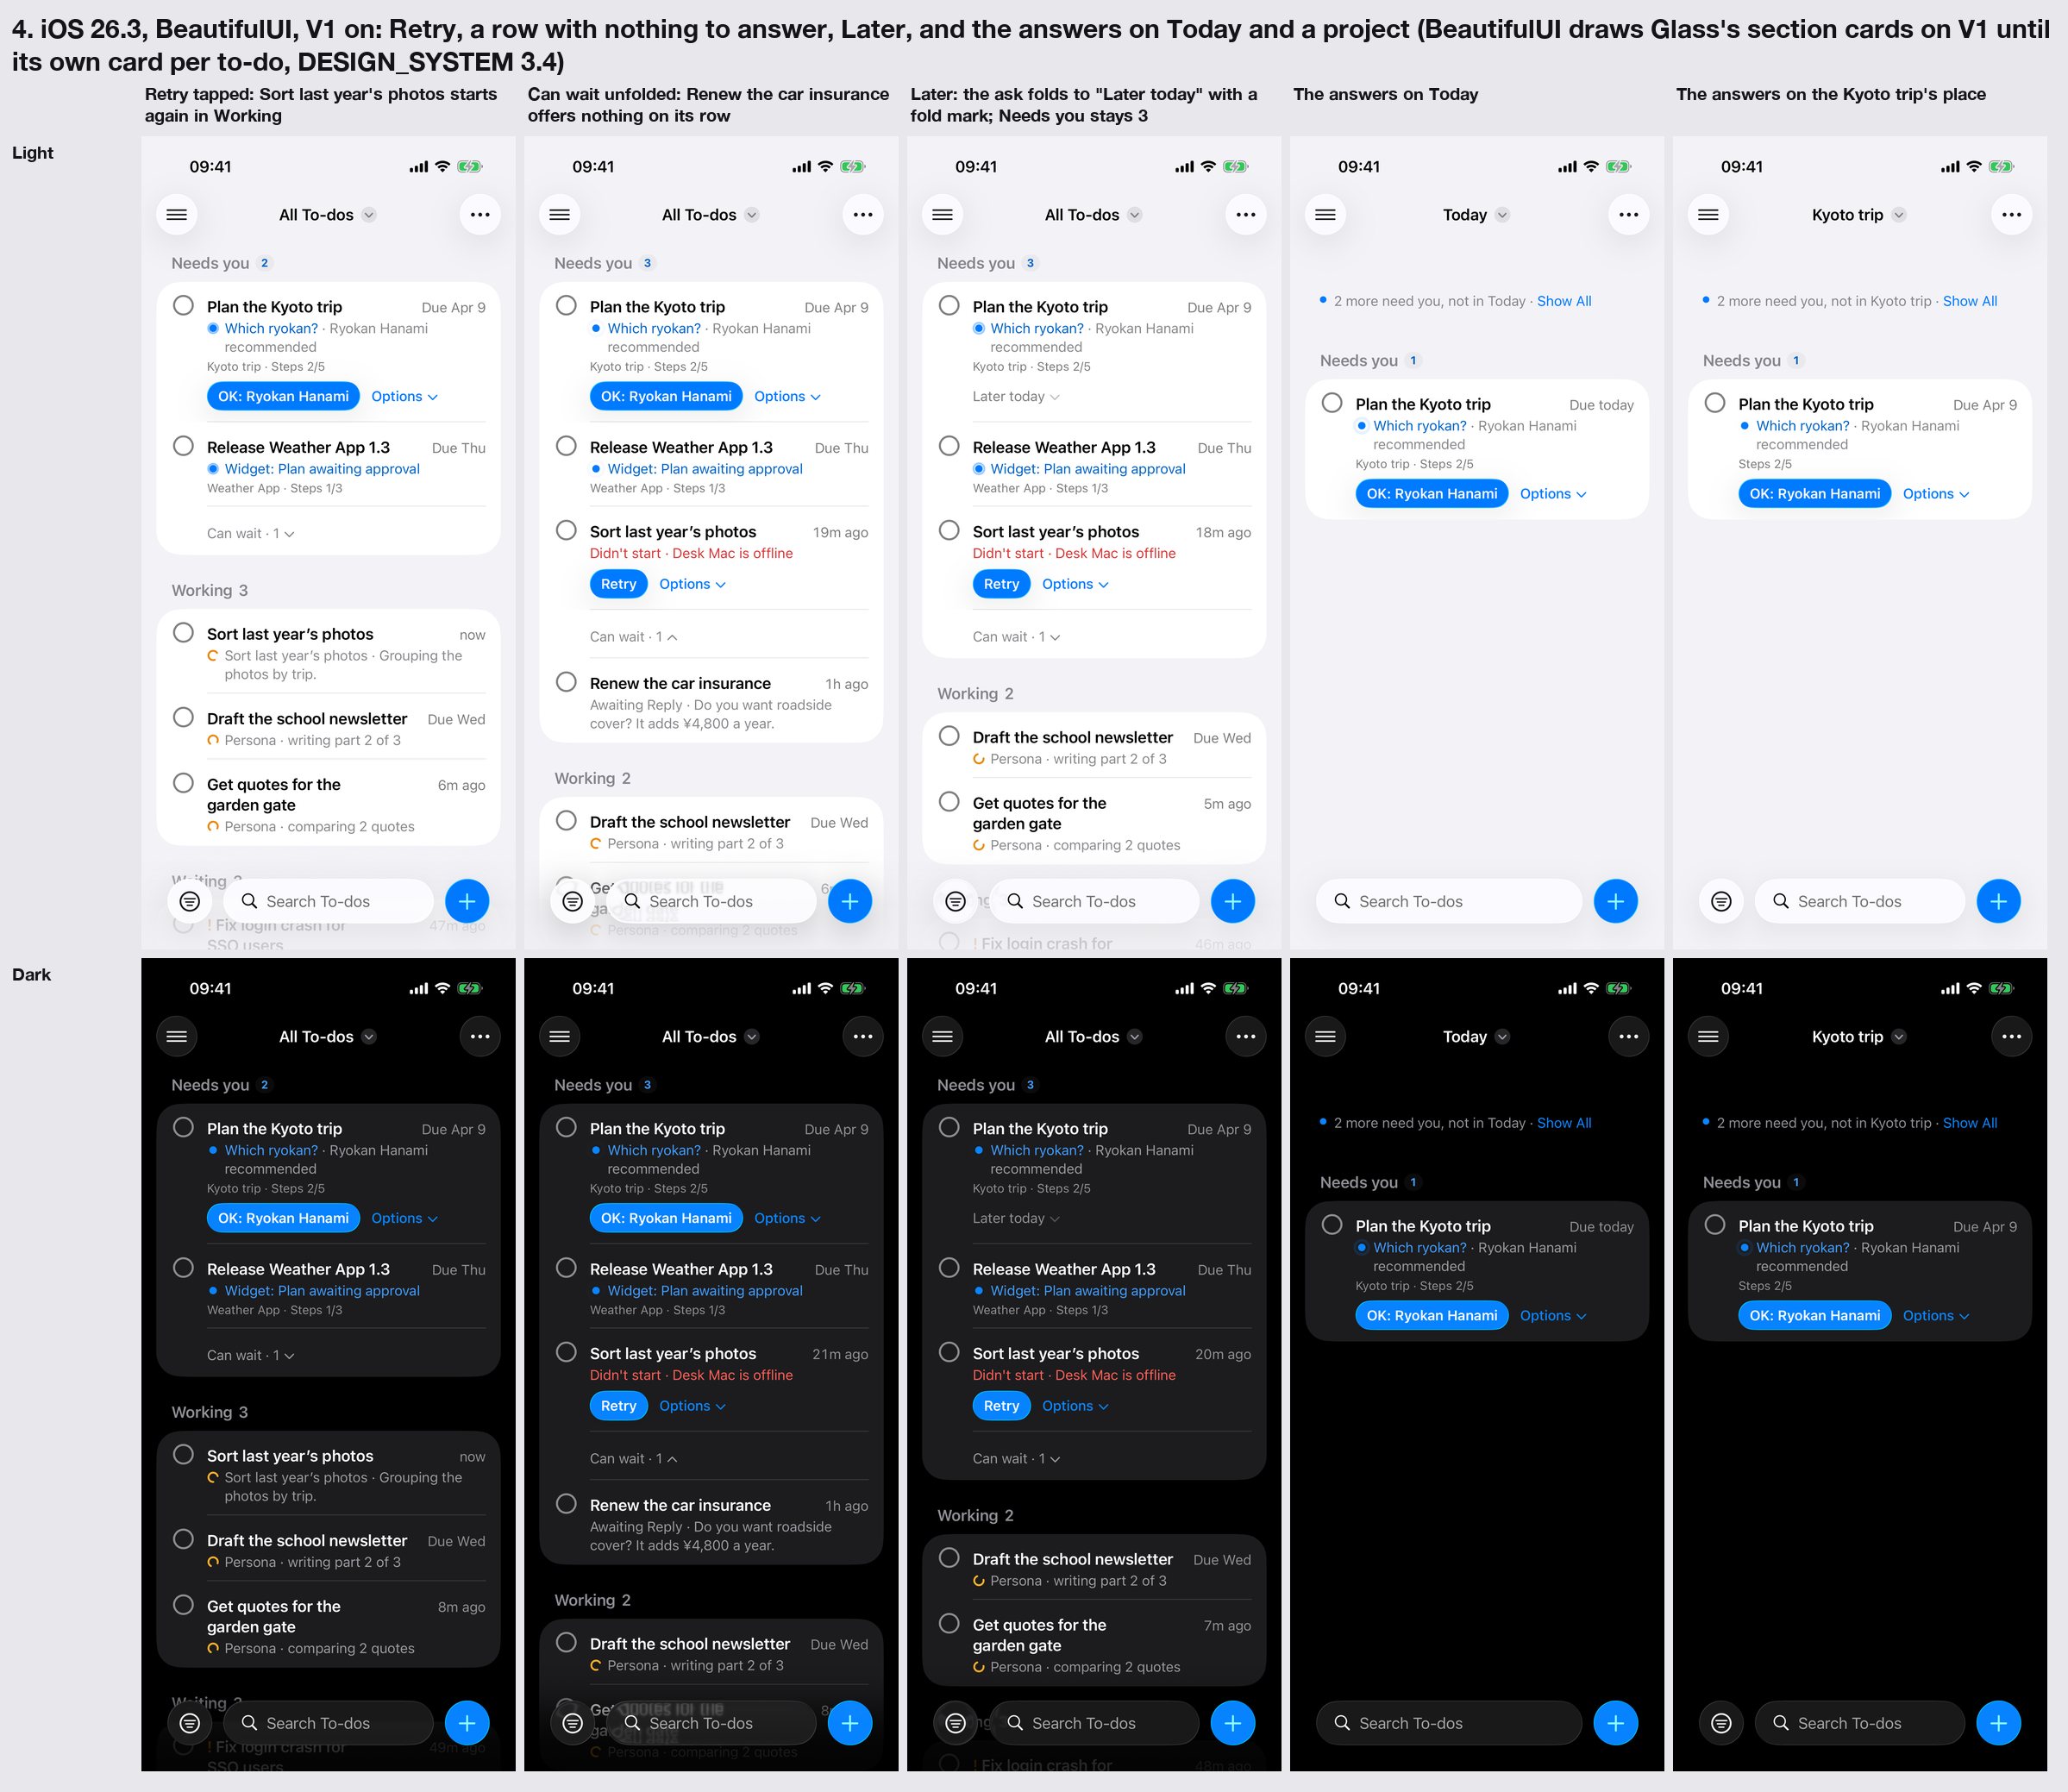 4. iOS 26.3, BeautifulUI, V1 on: Retry, a row with nothing to answer, Later, and the answers on Today and a project (BeautifulUI draws Glass's section cards on V1 until
its own card per to-do, DESIGN_SYSTEM 3.4)
Retry tapped: Sort last year's photos starts
again in Working
Can wait unfolded: Renew the car insurance
offers nothing on its row
Later: the ask folds to "Later today" with a
fold mark; Needs you stays 3
The answers on Today
The answers on the Kyoto trip's place
Light
09:41
All To-dos
Needs you 2
Plan the Kyoto trip Due Apr 9
Which ryokan? · Ryokan Hanami
recommended
Kyoto trip · Steps 2/5
OK: Ryokan Hanami Options
Release Weather App 1.3 Due Thu
Widget: Plan awaiting approval
Weather App · Steps 1/3
Can wait · 1
Working 3
Sort last year’s photos now
Sort last year’s photos · Grouping the
photos by trip.
Draft the school newsletter Due Wed
Persona · writing part 2 of 3
Get quotes for the
garden gate 6m ago
Persona · comparing 2 quotes
Waiting
Search To-dos
! Fix login crash for 47m ago
SSO users
09:41
All To-dos
Needs you 3
Plan the Kyoto trip Due Apr 9
Which ryokan? · Ryokan Hanami
recommended
Kyoto trip · Steps 2/5
OK: Ryokan Hanami Options
Release Weather App 1.3 Due Thu
Widget: Plan awaiting approval
Weather App · Steps 1/3
Sort last year’s photos 19m ago
Didn't start · Desk Mac is offline
Retry Options
Can wait · 1
Renew the car insurance 1h ago
Awaiting Reply · Do you want roadside
cover? It adds ¥4,800 a year.
Working 2
Draft the school newsletter Due Wed
Persona · writing part 2 of 3
Search To-dos
Persona · comparing 2 quotes
09:41
All To-dos
Needs you 3
Plan the Kyoto trip Due Apr 9
Which ryokan? · Ryokan Hanami
recommended
Kyoto trip · Steps 2/5
Later today
Release Weather App 1.3 Due Thu
Widget: Plan awaiting approval
Weather App · Steps 1/3
Sort last year’s photos 18m ago
Didn't start · Desk Mac is offline
Retry Options
Can wait · 1
Working 2
Draft the school newsletter Due Wed
Persona · writing part 2 of 3
Get quotes for the
garden gate 5m ago
Persona · comparing 2 quotes
Search To-dos
! Fix login crash for 46m ago
09:41
Today
2 more need you, not in Today · Show All
Needs you 1
Plan the Kyoto trip Due today
Which ryokan? · Ryokan Hanami
recommended
Kyoto trip · Steps 2/5
OK: Ryokan Hanami Options
Search To-dos
09:41
Kyoto trip
2 more need you, not in Kyoto trip · Show All
Needs you 1
Plan the Kyoto trip Due Apr 9
Which ryokan? · Ryokan Hanami
recommended
Steps 2/5
OK: Ryokan Hanami Options
Search To-dos
Dark
09:41
All To-dos
Needs you 2
Plan the Kyoto trip Due Apr 9
Which ryokan? · Ryokan Hanami
recommended
Kyoto trip · Steps 2/5
OK: Ryokan Hanami Options
Release Weather App 1.3 Due Thu
Widget: Plan awaiting approval
Weather App · Steps 1/3
Can wait · 1
Working 3
Sort last year’s photos now
Sort last year’s photos · Grouping the
photos by trip.
Draft the school newsletter Due Wed
Persona · writing part 2 of 3
Get quotes for the
garden gate 8m ago
Persona · comparing 2 quotes
Waiting
Search To-dos
! Fix login crash for 49m ago
SSO users
09:41
All To-dos
Needs you 3
Plan the Kyoto trip Due Apr 9
Which ryokan? · Ryokan Hanami
recommended
Kyoto trip · Steps 2/5
OK: Ryokan Hanami Options
Release Weather App 1.3 Due Thu
Widget: Plan awaiting approval
Weather App · Steps 1/3
Sort last year’s photos 21m ago
Didn't start · Desk Mac is offline
Retry Options
Can wait · 1
Renew the car insurance 1h ago
Awaiting Reply · Do you want roadside
cover? It adds ¥4,800 a year.
Working 2
Draft the school newsletter Due Wed
Persona · writing part 2 of 3
Search To-dos
Persona · comparing 2 quotes
09:41
All To-dos
Needs you 3
Plan the Kyoto trip Due Apr 9
Which ryokan? · Ryokan Hanami
recommended
Kyoto trip · Steps 2/5
Later today
Release Weather App 1.3 Due Thu
Widget: Plan awaiting approval
Weather App · Steps 1/3
Sort last year’s photos 20m ago
Didn't start · Desk Mac is offline
Retry Options
Can wait · 1
Working 2
Draft the school newsletter Due Wed
Persona · writing part 2 of 3
Get quotes for the
garden gate 7m ago
Persona · comparing 2 quotes
Search To-dos
! Fix login crash for 48m ago
09:41
Today
2 more need you, not in Today · Show All
Needs you 1
Plan the Kyoto trip Due today
Which ryokan? · Ryokan Hanami
recommended
Kyoto trip · Steps 2/5
OK: Ryokan Hanami Options
Search To-dos
09:41
Kyoto trip
2 more need you, not in Kyoto trip · Show All
Needs you 1
Plan the Kyoto trip Due Apr 9
Which ryokan? · Ryokan Hanami
recommended
Steps 2/5
OK: Ryokan Hanami Options
Search To-dos